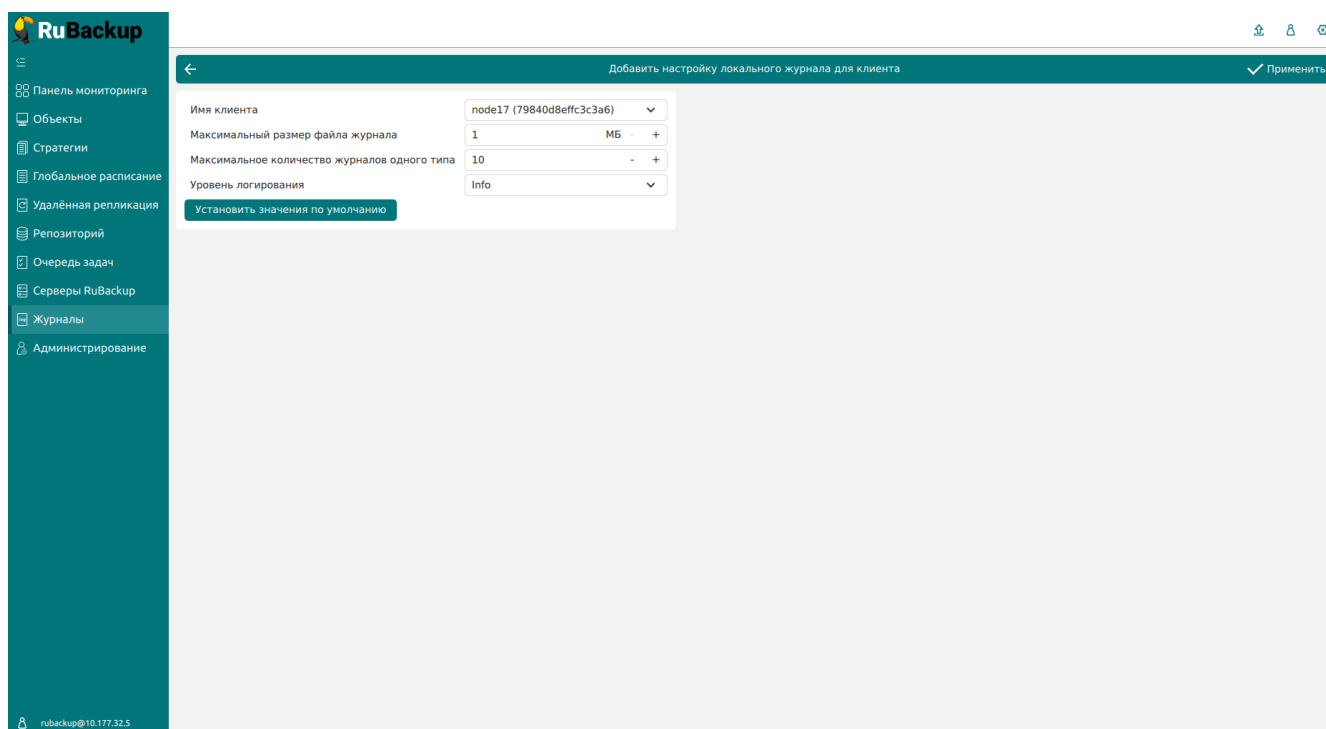 RuBackup
Добавить настройку локального журнала для клиента
Применить
Панель мониторинга
Объекты
Стратегии
Глобальное расписание
Удалённая репликация
Репозиторий
Очередь задач
Серверы RuBackup
Журналы
Администрирование
rubackup@10.177.32.5
Имя клиента
node17 (79840d8effc3c3a6)
Максимальный размер файла журнала
1 МБ - +
Максимальное количество журналов одного типа
10 - +
Уровень логирования
Info
Установить значения по умолчанию